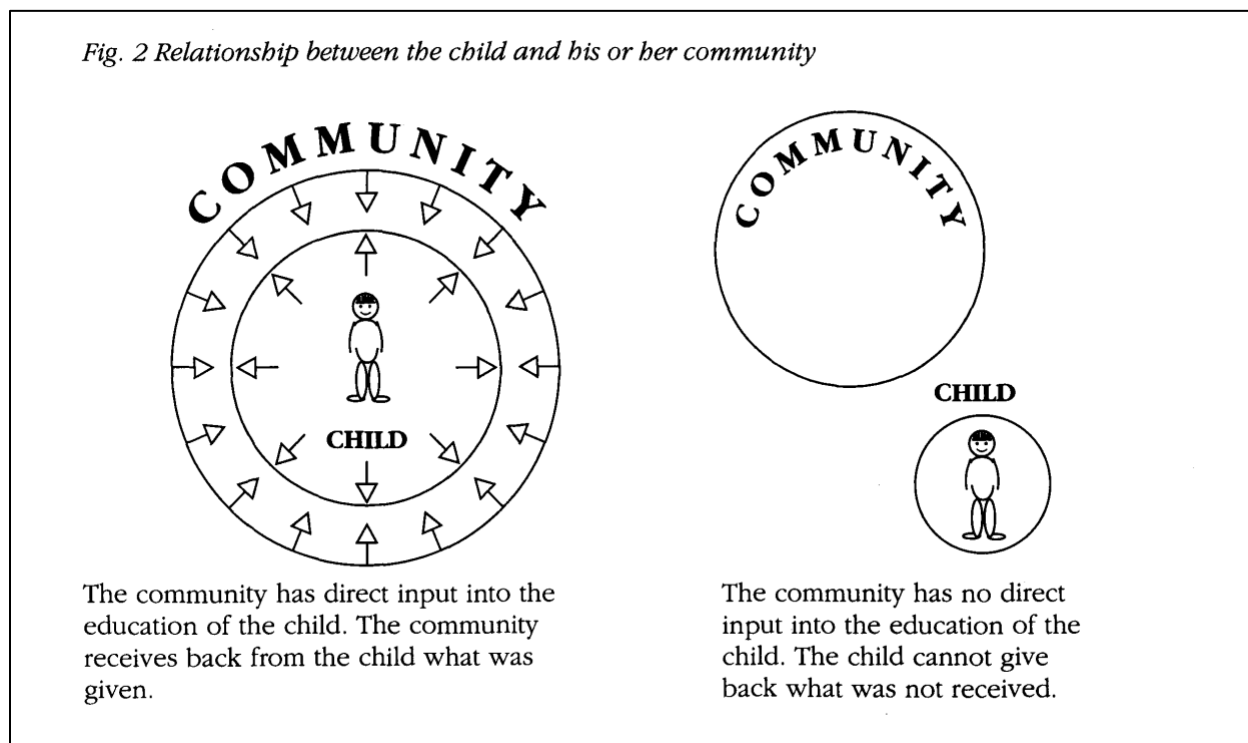 Fig. 2 Relationship between the child and his or her community
COMMUNITY
CHILD
The community has direct input into the
education of the child. The community
receives back from the child what was
given.
COMMUNITY
CHILD
The community has no direct
input into the education of the
child. The child cannot give
back what was not received.